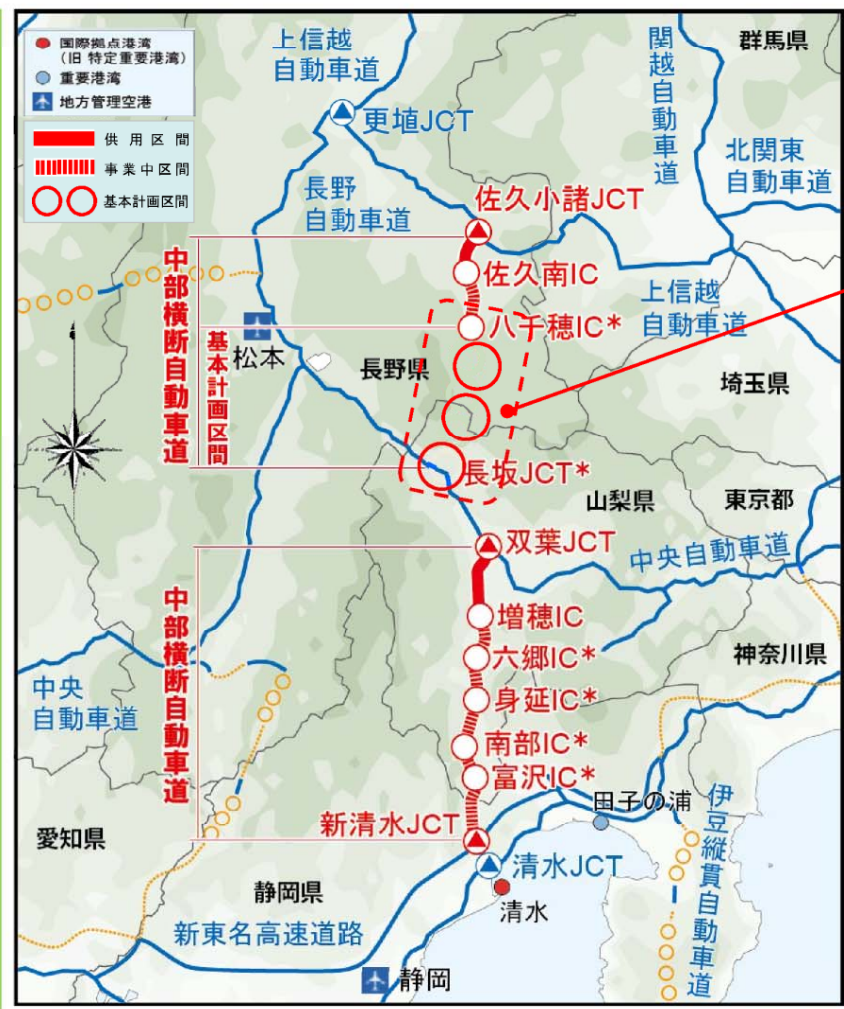 国際拠点港湾
(旧 特定重要港湾)
重要港湾
地方管理空港
供用区間
事業中区間
基本計画区間
上信越
自動車道
関越自動車道
群馬県
更埴JCT
北関東
自動車道
長野
自動車道
佐久小諸JCT
佐久南IC
中部横断自動車道
上信越
自動車道
八千穂IC*
松本
基本計画区間
長野県
埼玉県
長坂JCT*
山梨県
東京都
双葉JCT
中央自動車道
中部横断自動車道
増穂IC
六郷IC*
神奈川県
中央
自動車道
身延IC*
南部IC*
富沢IC*
田子の浦
伊豆縦貫自動車道
新清水JCT
愛知県
清水JCT
静岡県
清水
新東名高速道路
静岡